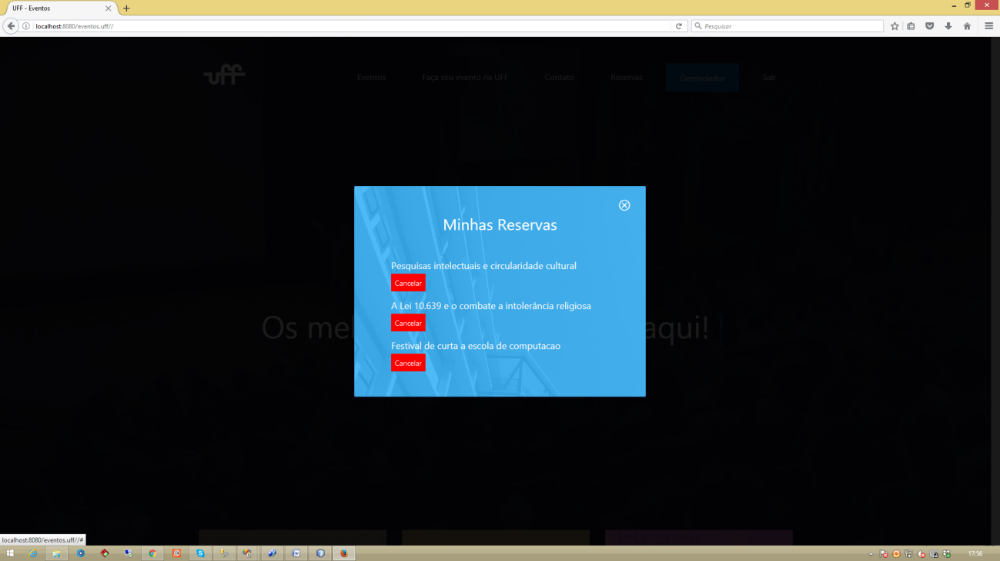 UFF - Eventos
localhost:8080/eventos.uff//
Pesquisar
uff
Eventos
Faça seu evento na UFF
Contato
Reservas
Gerenciador
Sair
Os mel
aqui!
Minhas Reservas
Pesquisas intelectuais e circularidade cultural
Cancelar
A Lei 10.639 e o combate a intolerância religiosa
Cancelar
Festival de curta a escola de computacao
Cancelar
localhost:8080/eventos.uff//#
17:56